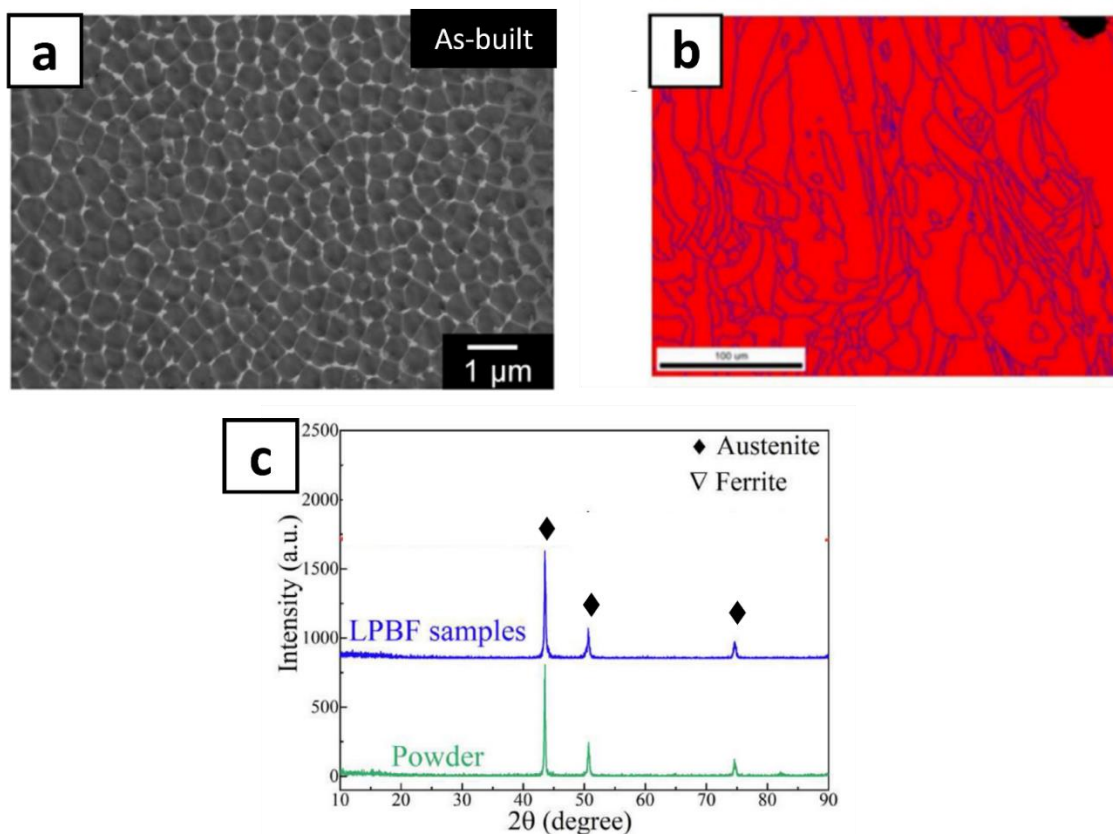 a
As-built
1 µm
b
100 um
c
2500
2000
1500
1000
500
0
Intensity (a.u.)
♦ Austenite
∇ Ferrite
LPBF samples
Powder
10 20 30 40 50 60 70 80 90
2θ (degree)